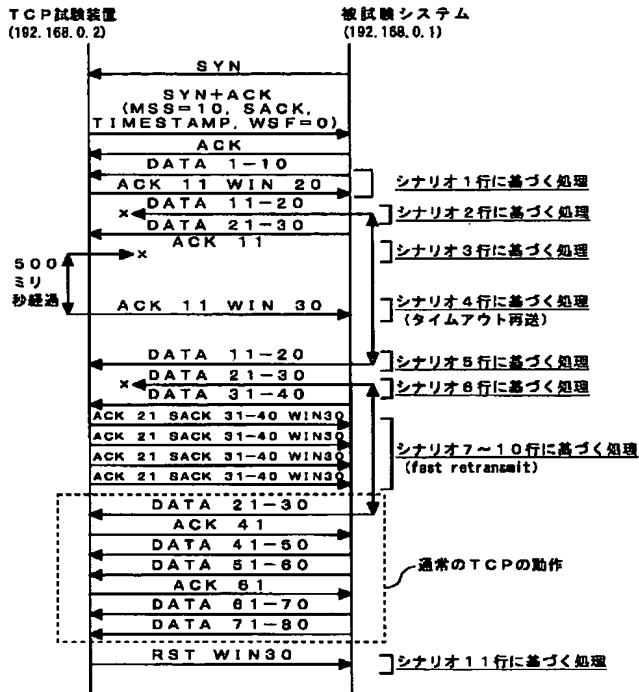 TCP試験装置
(192.168.0.2)
被試験システム
(192.168.0.1)
SYN
SYN+ACK
(MSS=10, SACK,
TIMESTAMP, WSF=0)
ACK
DATA 1-10
ACK 11 WIN 20
シナリオ1行に基づく処理
DATA 11-20
×
シナリオ2行に基づく処理
DATA 21-30
ACK 11
×
シナリオ3行に基づく処理
500
ミリ
秒経過
ACK 11 WIN 30
シナリオ4行に基づく処理
(タイムアウト再送)
DATA 11-20
シナリオ5行に基づく処理
DATA 21-30
×
シナリオ6行に基づく処理
DATA 31-40
ACK 21 SACK 31-40 WIN30
ACK 21 SACK 31-40 WIN30
ACK 21 SACK 31-40 WIN30
ACK 21 SACK 31-40 WIN30
シナリオ7~10行に基づく処理
(fast retransmit)
DATA 21-30
ACK 41
DATA 41-50
DATA 51-60
ACK 61
DATA 61-70
DATA 71-80
通常のTCPの動作
RST WIN30
シナリオ11行に基づく処理